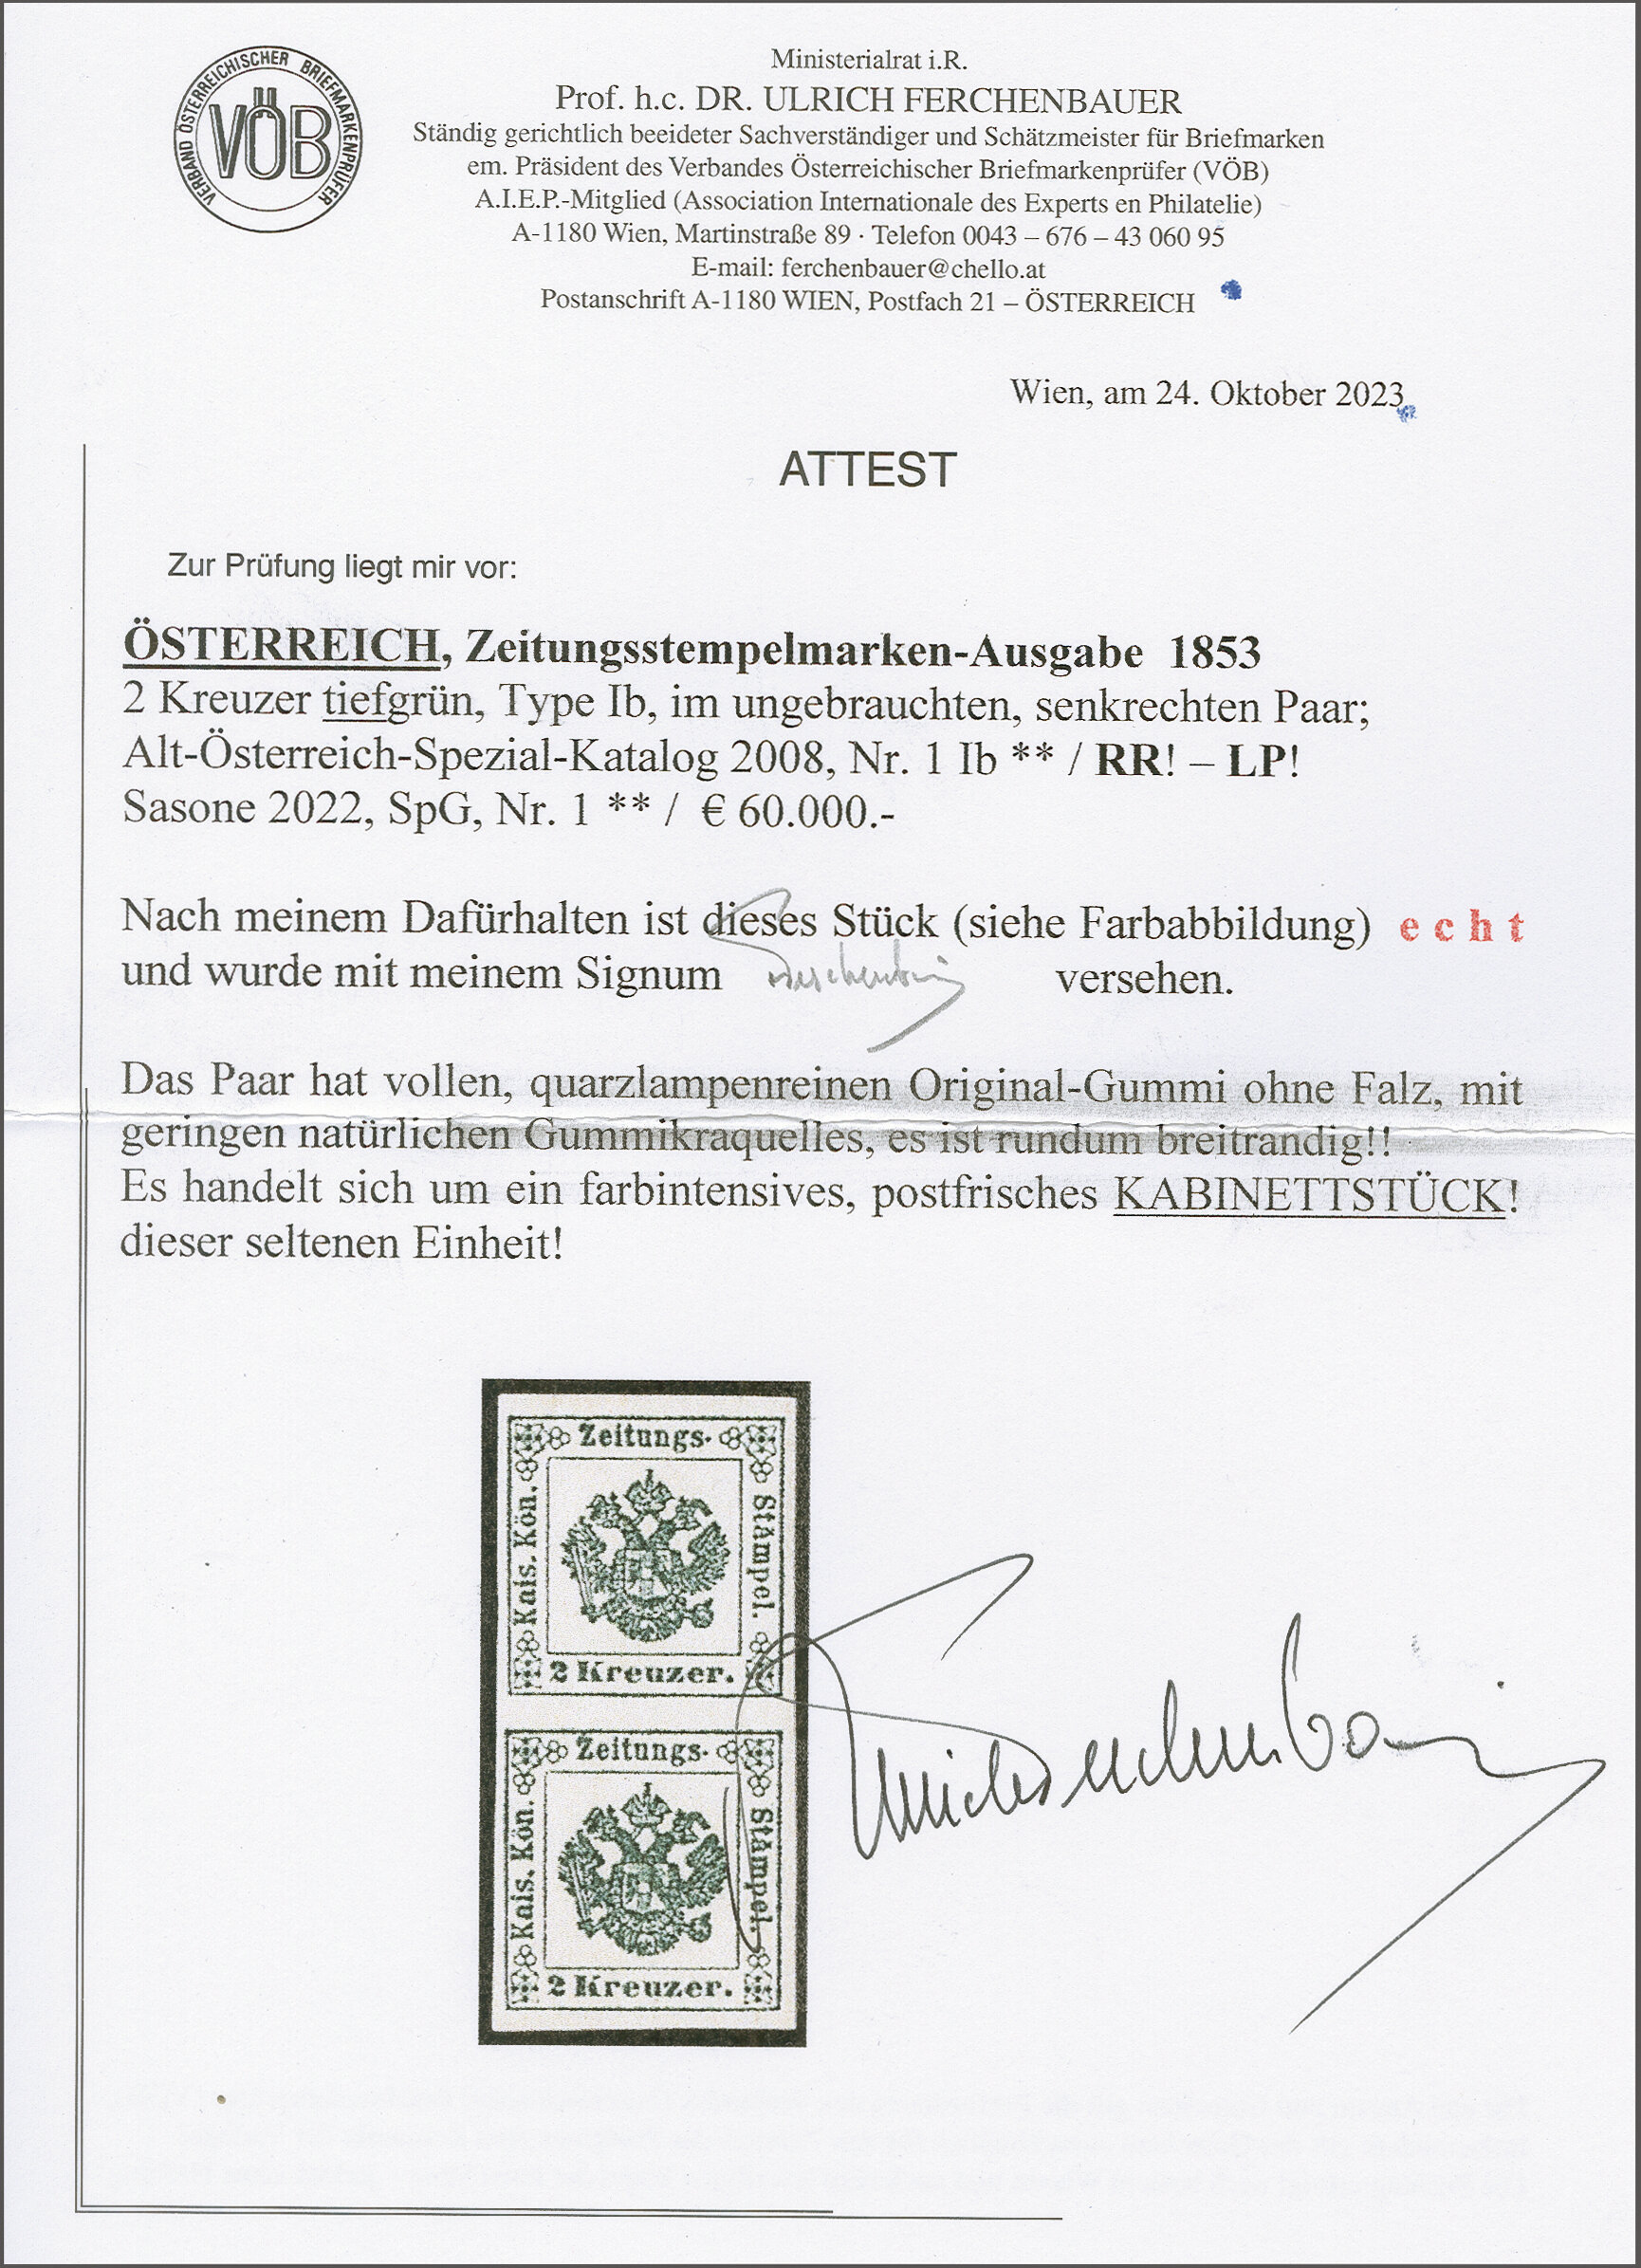 VERBAND ÖSTERREICHISCHER BRIEFMARKENPRÜFER
VÖB
Ministerialrat i.R.
Prof. h.c. DR. ULRICH FERCHENBAUER
Ständig gerichtlich beeideter Sachverständiger und Schätzmeister für Briefmarken
em. Präsident des Verbandes Österreichischer Briefmarkenprüfer (VÖB)
A.I.E.P.-Mitglied (Association Internationale des Experts en Philatelie)
A-1180 Wien, Martinstraße 89 · Telefon 0043 – 676 – 43 060 95
E-mail: ferchenbauer@chello.at
Postanschrift A-1180 WIEN, Postfach 21 – ÖSTERREICH
Wien, am 24. Oktober 2023
ATTEST
Zur Prüfung liegt mir vor:
ÖSTERREICH, Zeitungsstempelmarken-Ausgabe 1853
2 Kreuzer tiefgrün, Type Ib, im ungebrauchten, senkrechten Paar;
Alt-Österreich-Spezial-Katalog 2008, Nr. 1 Ib ** / RR! – LP!
Sasone 2022, SpG, Nr. 1 ** / € 60.000.-
Nach meinem Dafürhalten ist dieses Stück (siehe Farbabbildung) e c h t
und wurde mit meinem Signum Ferchenbauer versehen.
Das Paar hat vollen, quarzlampenreinen Original-Gummi ohne Falz, mit
geringen natürlichen Gummikraquelles, es ist rundum breitrandig!!
Es handelt sich um ein farbintensives, postfrisches KABINETTSTÜCK!
dieser seltenen Einheit!
Zeitungs-
Kais. Kön.
Stämpel.
2 Kreuzer.
Zeitungs-
Kais. Kön.
Stämpel.
2 Kreuzer.